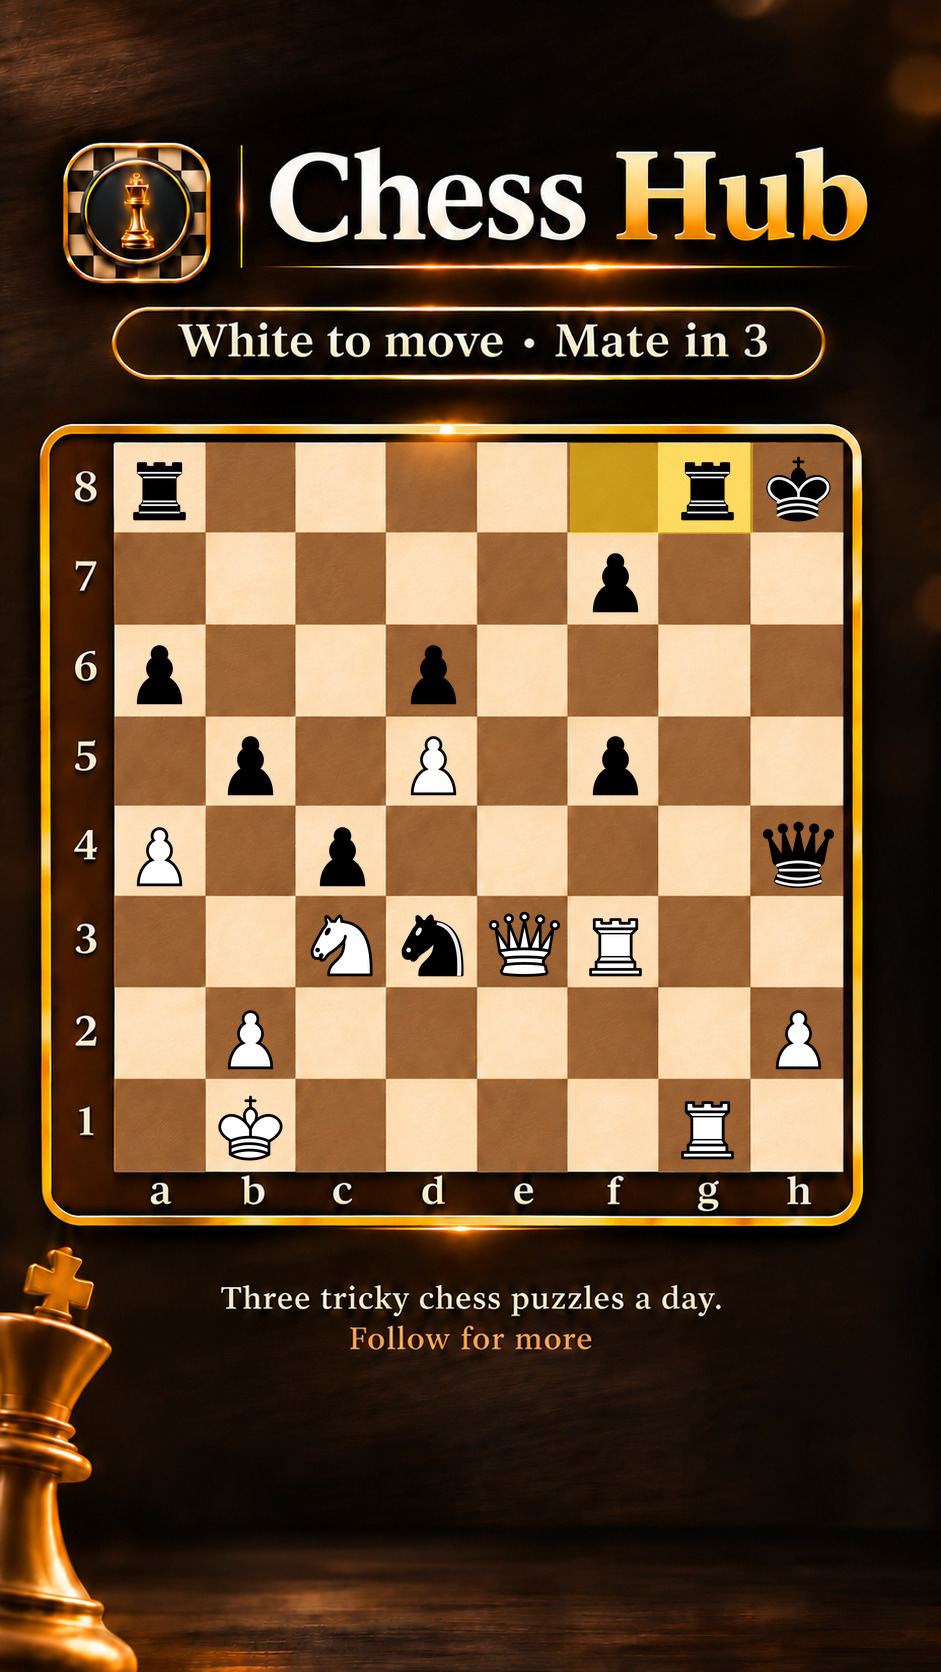 Chess Hub
White to move • Mate in 3
8
7
6
5
4
3
2
1
a b c d e f g h
Three tricky chess puzzles a day.
Follow for more